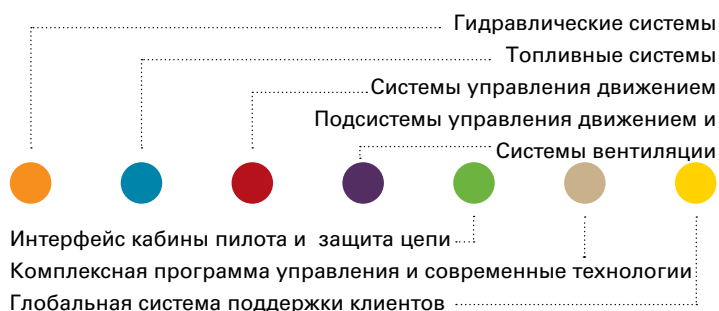 Гидравлические системы
Топливные системы
Системы управления движением
Подсистемы управления движением и
Системы вентиляции
Интерфейс кабины пилота и защита цепи
Комплексная программа управления и современные технологии
Глобальная система поддержки клиентов